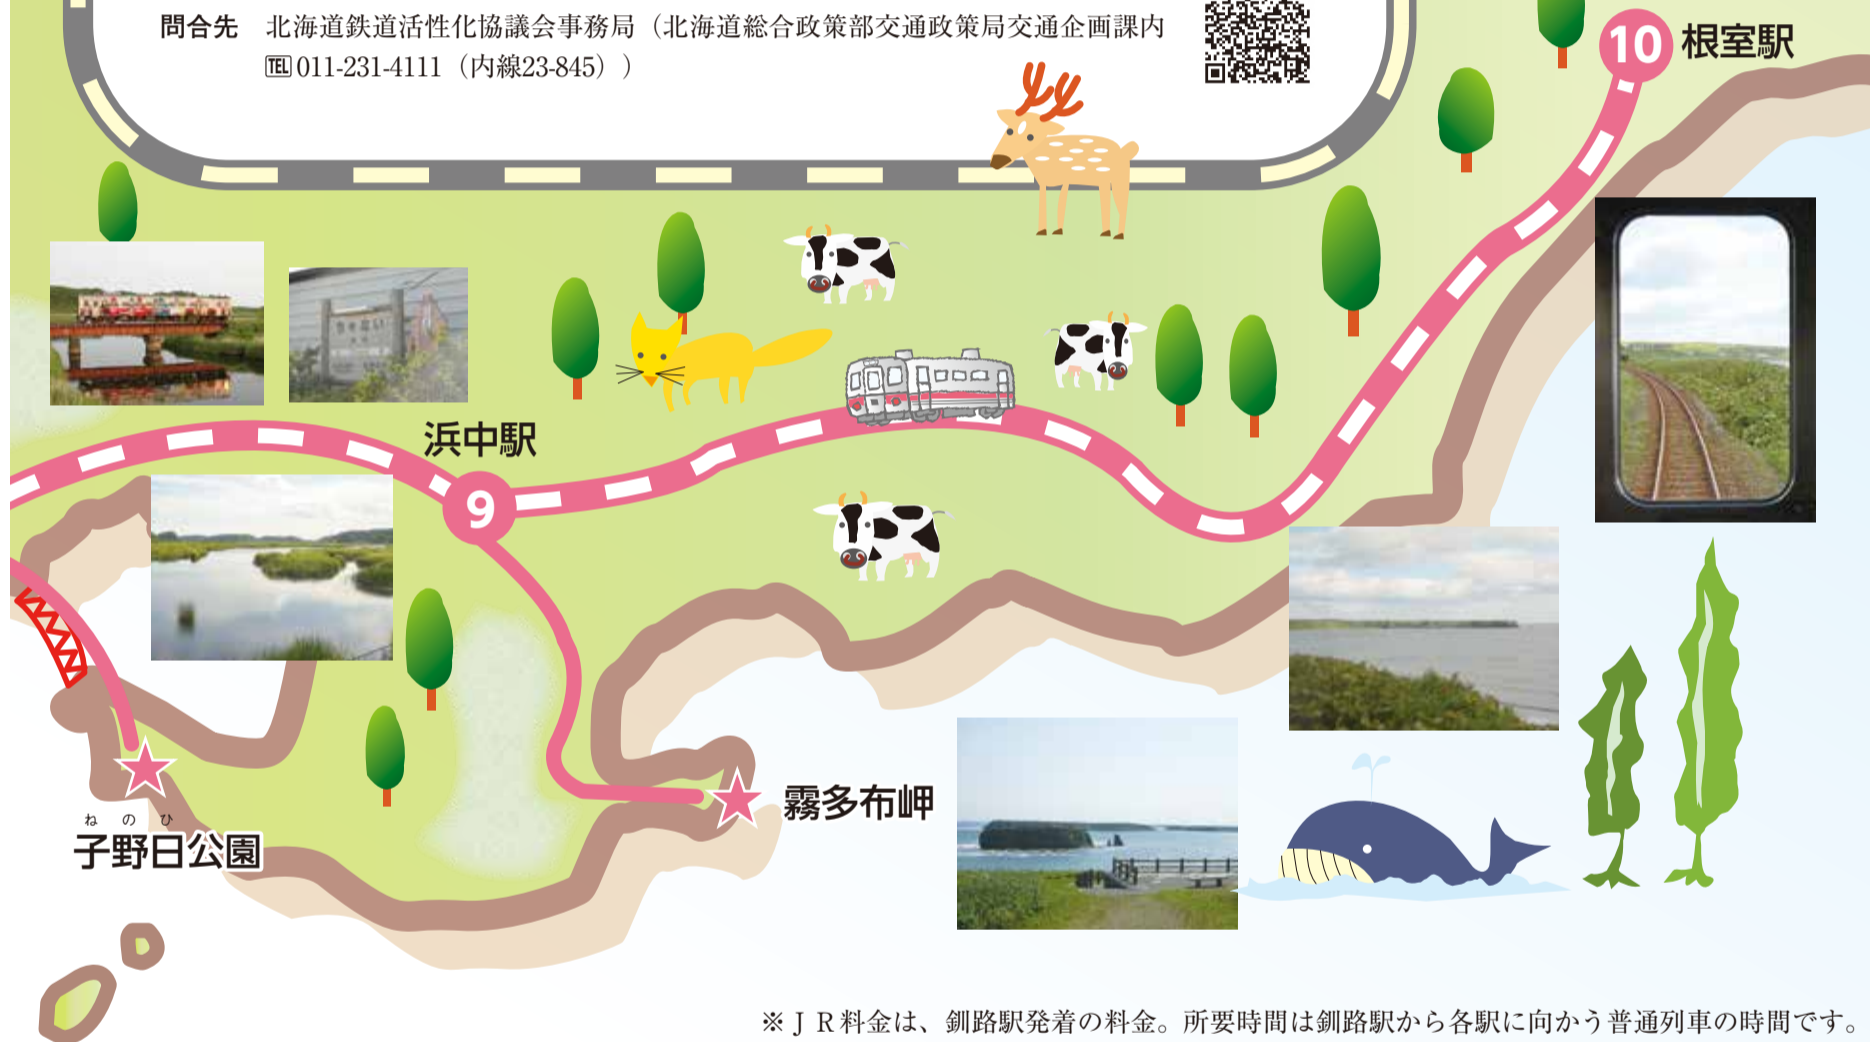 問合先 北海道鉄道活性化協議会事務局（北海道総合政策部交通政策局交通企画課内
℡011-231-4111（内線23-845））
10 根室駅
浜中駅
9
霧多布岬
ねのひ
子野日公園
※ＪＲ料金は、釧路駅発着の料金。所要時間は釧路駅から各駅に向かう普通列車の時間です。